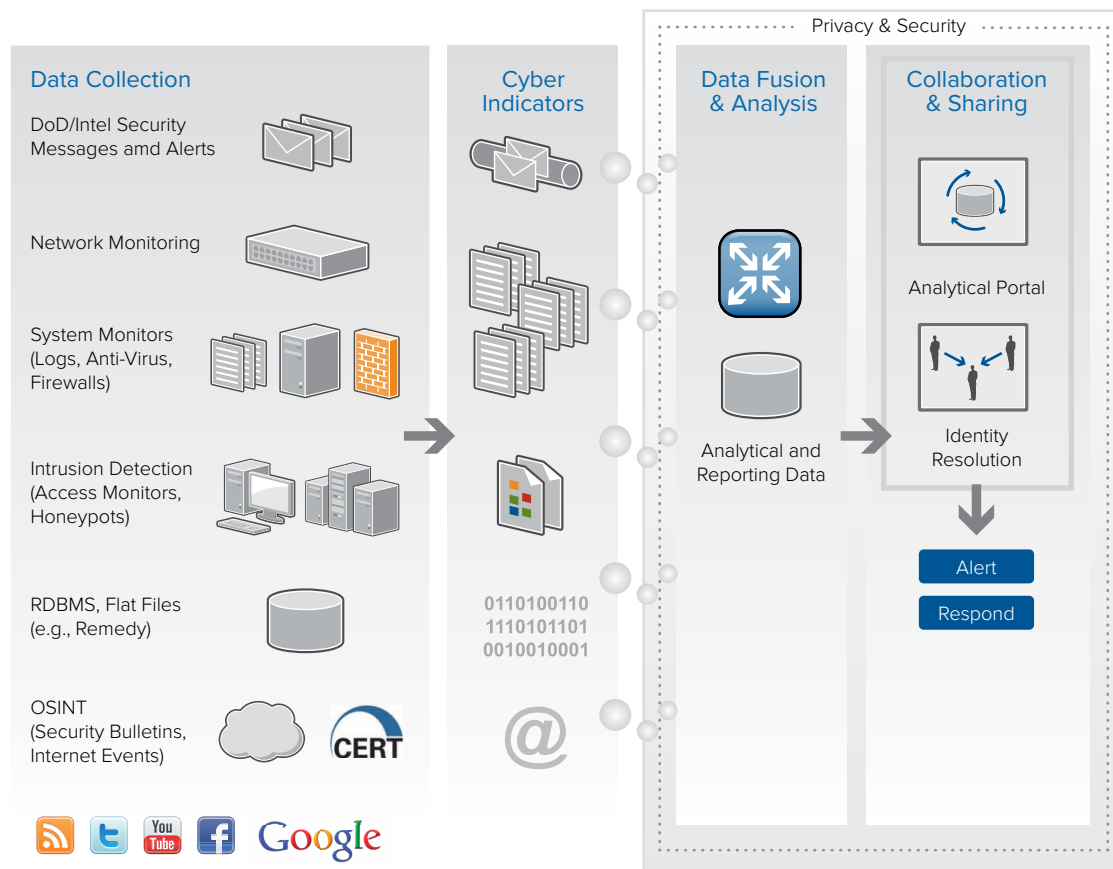 Privacy & Security
Data Collection
DoD/Intel Security
Messages amd Alerts
Network Monitoring
System Monitors
(Logs, Anti-Virus,
Firewalls)
Intrusion Detection
(Access Monitors,
Honeypots)
RDBMS, Flat Files
(e.g., Remedy)
OSINT
(Security Bulletins,
Internet Events)
CERT
t
You
Tube
f
Google
Cyber
Indicators
0110100110
1110101101
0010010001
@
Data Fusion
& Analysis
Analytical and
Reporting Data
Collaboration
& Sharing
Analytical Portal
Identity
Resolution
Alert
Respond